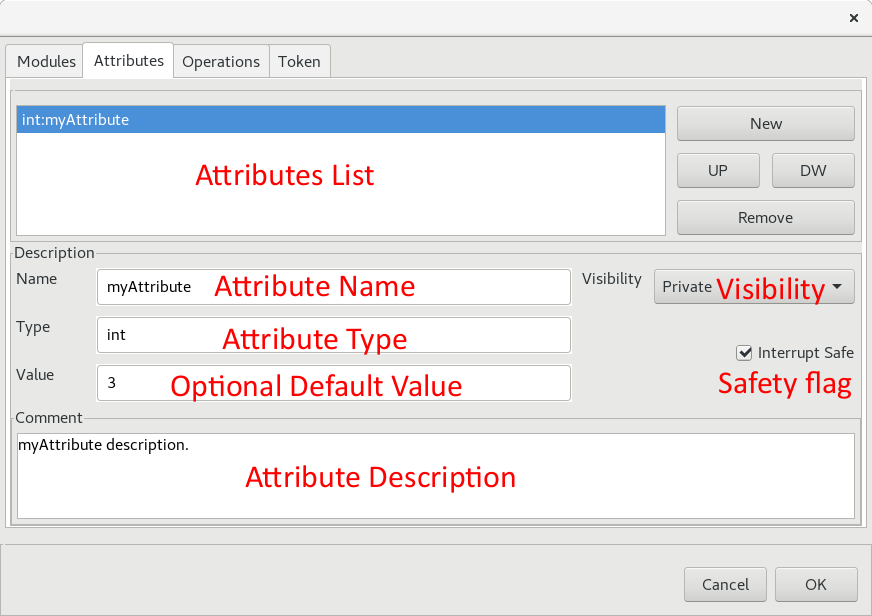 ×
Modules Attributes Operations Token
int:myAttribute
New
Attributes List
UP DW
Remove
Description
Name myAttribute Attribute Name Visibility Private Visibility
Type int Attribute Type
Interrupt Safe
Value 3 Optional Default Value Safety flag
Comment
myAttribute description.
Attribute Description
Cancel OK